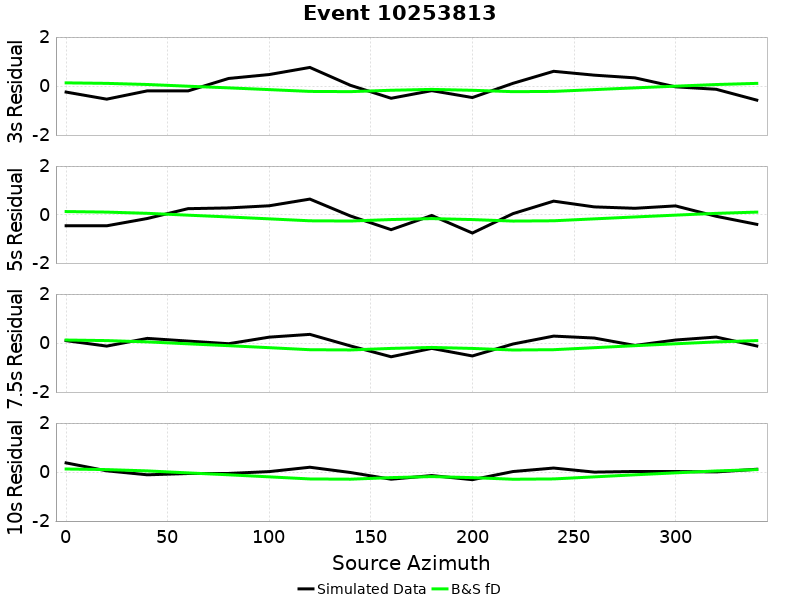 Event 10253813
3s Residual
2
0
-2
5s Residual
2
0
-2
7.5s Residual
2
0
-2
10s Residual
2
0
-2
0 50 100 150 200 250 300
Source Azimuth
Simulated Data B&S fD